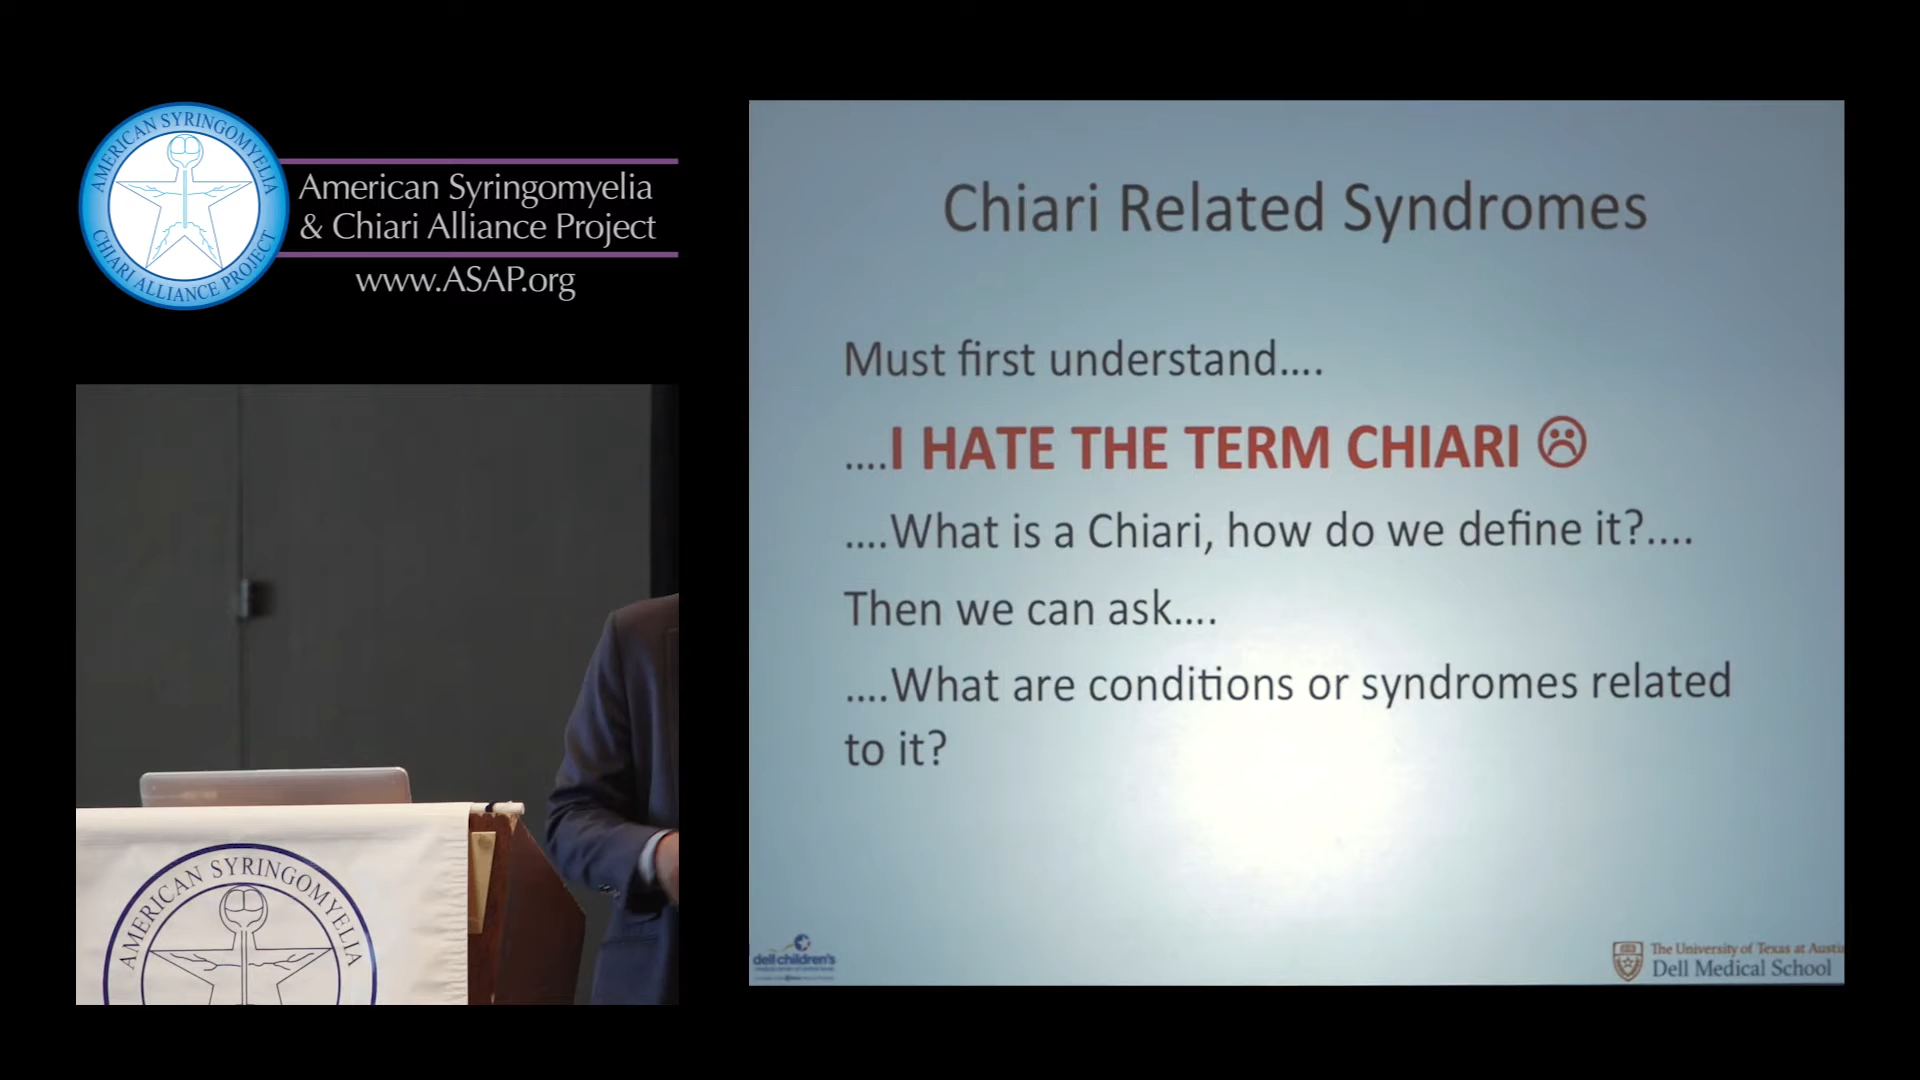 AMERICAN SYRINGOMYELIA
CHIARI ALLIANCE PROJECT
American Syringomyelia
& Chiari Alliance Project
www.ASAP.org
AMERICAN SYRINGOMYELIA
Chiari Related Syndromes
Must first understand....
....I HATE THE TERM CHIARI ☹
....What is a Chiari, how do we define it?....
Then we can ask....
....What are conditions or syndromes related
to it?
dell children's
The University of Texas at Austi
Dell Medical School